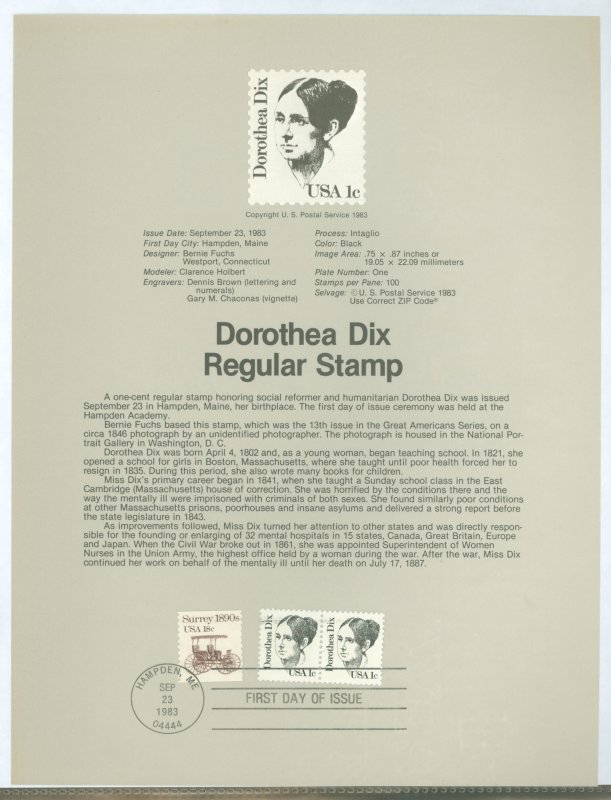 Dorothea Dix
USA 1c
Copyright U. S. Postal Service 1983
Issue Date: September 23, 1983
First Day City: Hampden, Maine
Designer: Bernie Fuchs
Westport, Connecticut
Modeler: Clarence Holbert
Engravers: Dennis Brown (lettering and
numerals)
Gary M. Chaconas (vignette)
Process: Intaglio
Color: Black
Image Area: .75 × .87 inches or
19.05 × 22.09 millimeters
Plate Number: One
Stamps per Pane: 100
Selvage: ©U. S. Postal Service 1983
Use Correct ZIP Code®
Dorothea Dix
Regular Stamp
A one-cent regular stamp honoring social reformer and humanitarian Dorothea Dix was issued
September 23 in Hampden, Maine, her birthplace. The first day of issue ceremony was held at the
Hampden Academy.
Bernie Fuchs based this stamp, which was the 13th issue in the Great Americans Series, on a
circa 1846 photograph by an unidentified photographer. The photograph is housed in the National Por-
trait Gallery in Washington, D. C.
Dorothea Dix was born April 4, 1802 and, as a young woman, began teaching school. In 1821, she
opened a school for girls in Boston, Massachusetts, where she taught until poor health forced her to
resign in 1835. During this period, she also wrote many books for children.
Miss Dix's primary career began in 1841, when she taught a Sunday school class in the East
Cambridge (Massachusetts) house of correction. She was horrified by the conditions there and the
way the mentally ill were imprisoned with criminals of both sexes. She found similarly poor conditions
at other Massachusetts prisons, poorhouses and insane asylums and delivered a strong report before
the state legislature in 1843.
As improvements followed, Miss Dix turned her attention to other states and was directly respon-
sible for the founding or enlarging of 32 mental hospitals in 15 states, Canada, Great Britain, Europe
and Japan. When the Civil War broke out in 1861, she was appointed Superintendent of Women
Nurses in the Union Army, the highest office held by a woman during the war. After the war, Miss Dix
continued her work on behalf of the mentally ill until her death on July 17, 1887.
Surrey 1890s
USA 18c
Dorothea Dix
USA 1c
Dorothea Dix
USA 1c
HAMPDEN, ME
SEP
23
1983
04444
FIRST DAY OF ISSUE